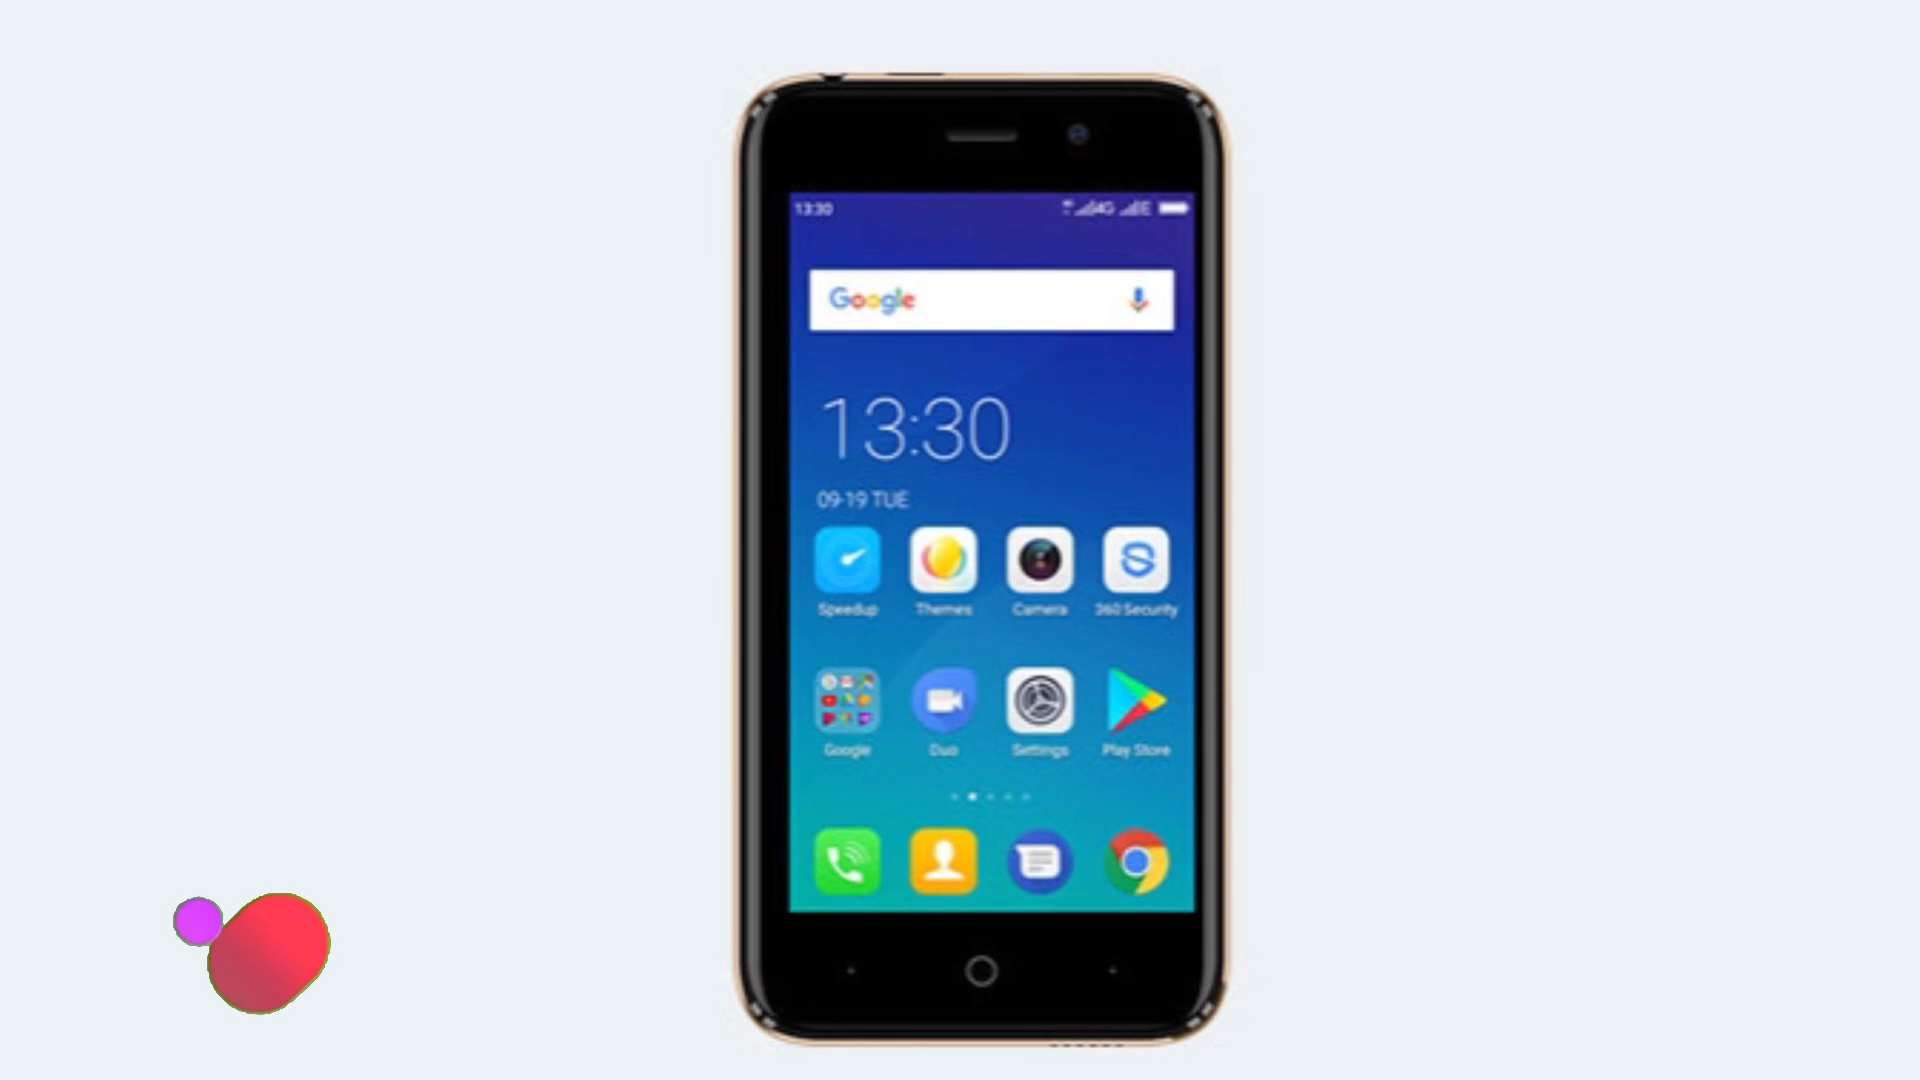 13:30 4G E
Google
13:30
09-19 TUE
Speedup Themes Camera 360 Security
Google Duo Settings Play Store